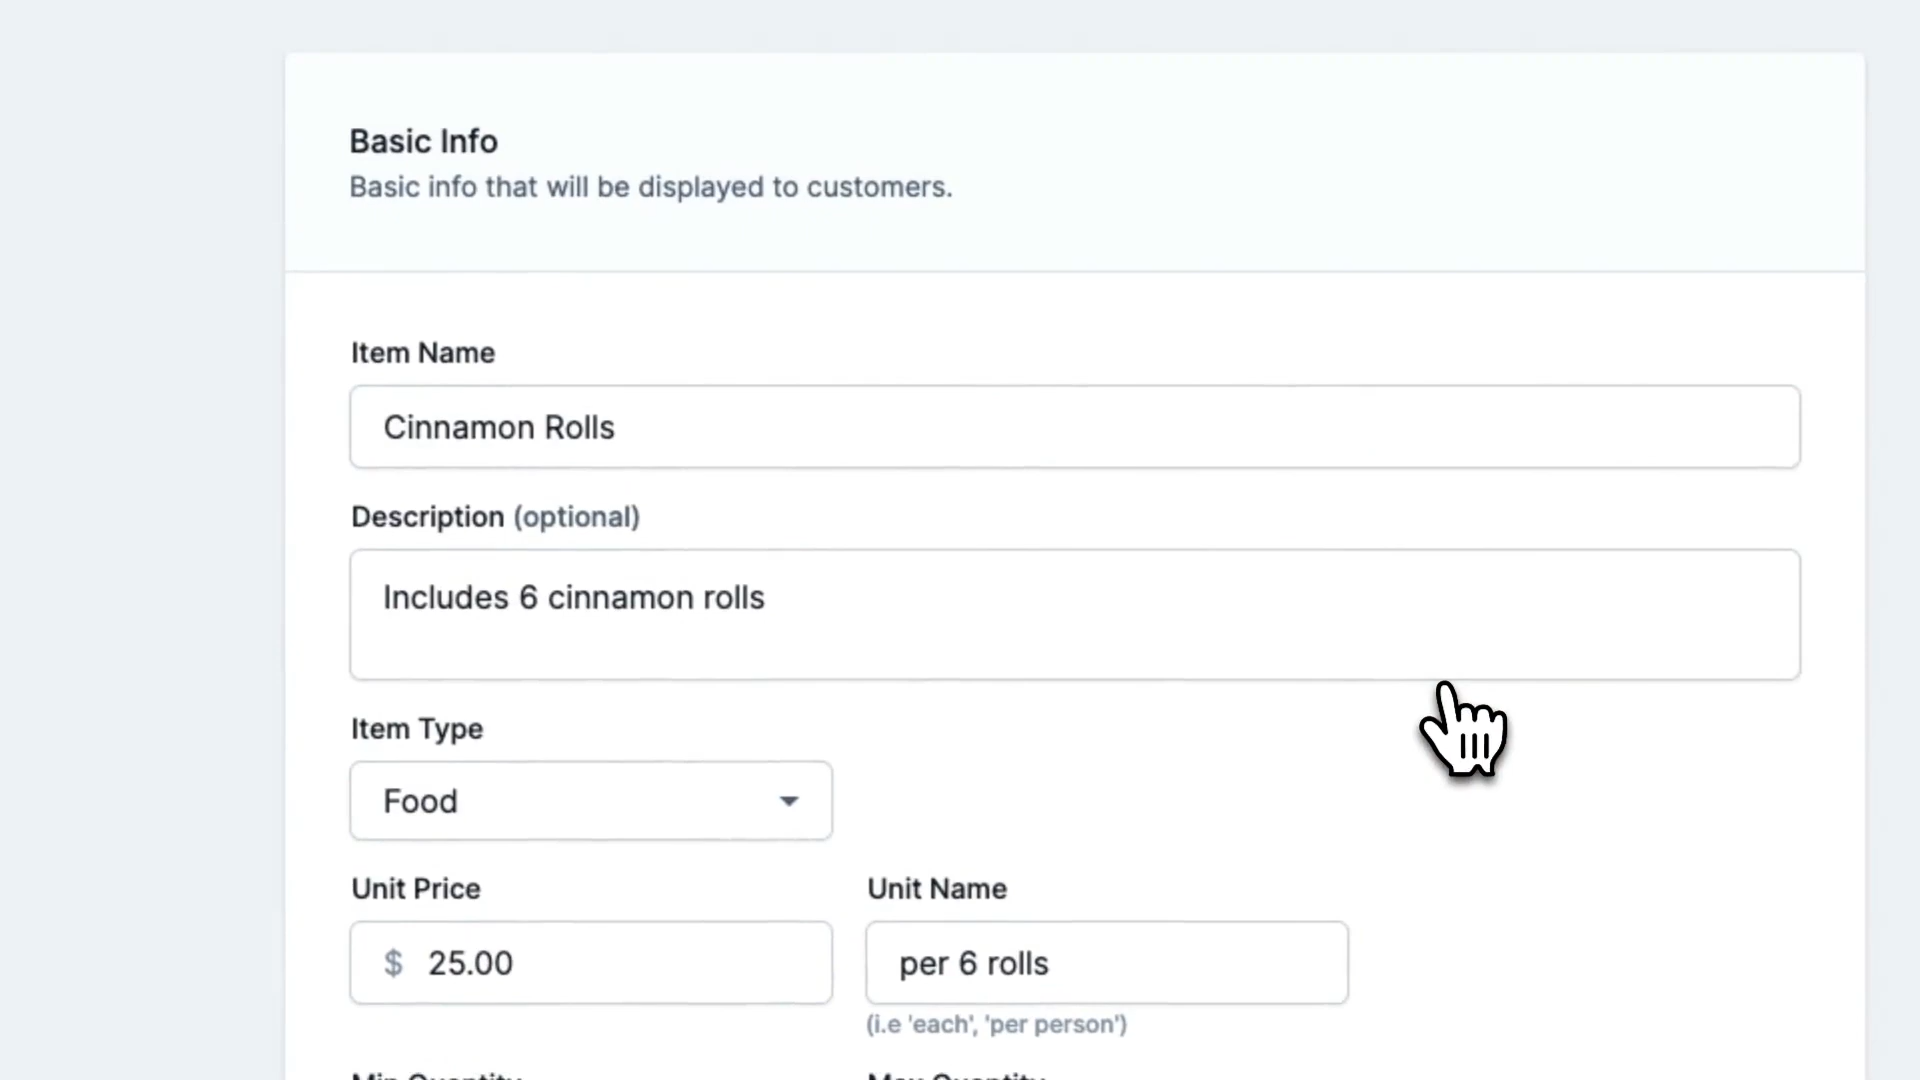 Basic Info
Basic info that will be displayed to customers.
Item Name
Cinnamon Rolls
Description (optional)
Includes 6 cinnamon rolls
Item Type
Food
Unit Price Unit Name
$ 25.00 per 6 rolls
(i.e 'each', 'per person')
Min Quantity Max Quantity